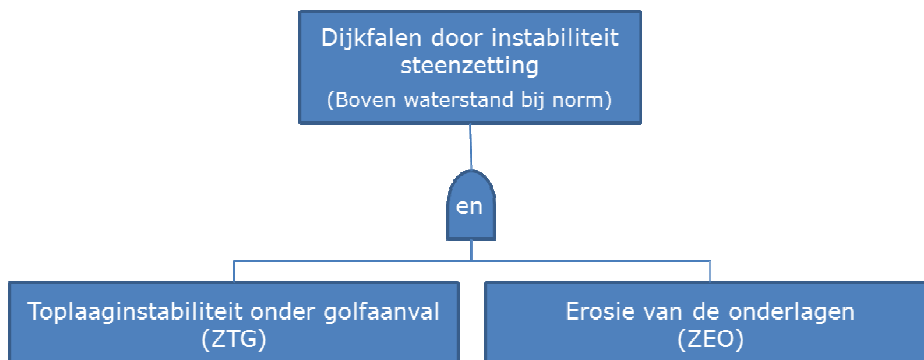 Dijkfalen door instabiliteit
steenzetting
(Boven waterstand bij norm)
en
Toplaaginstabiliteit onder golfaanval
(ZTG)
Erosie van de onderlagen
(ZEO)